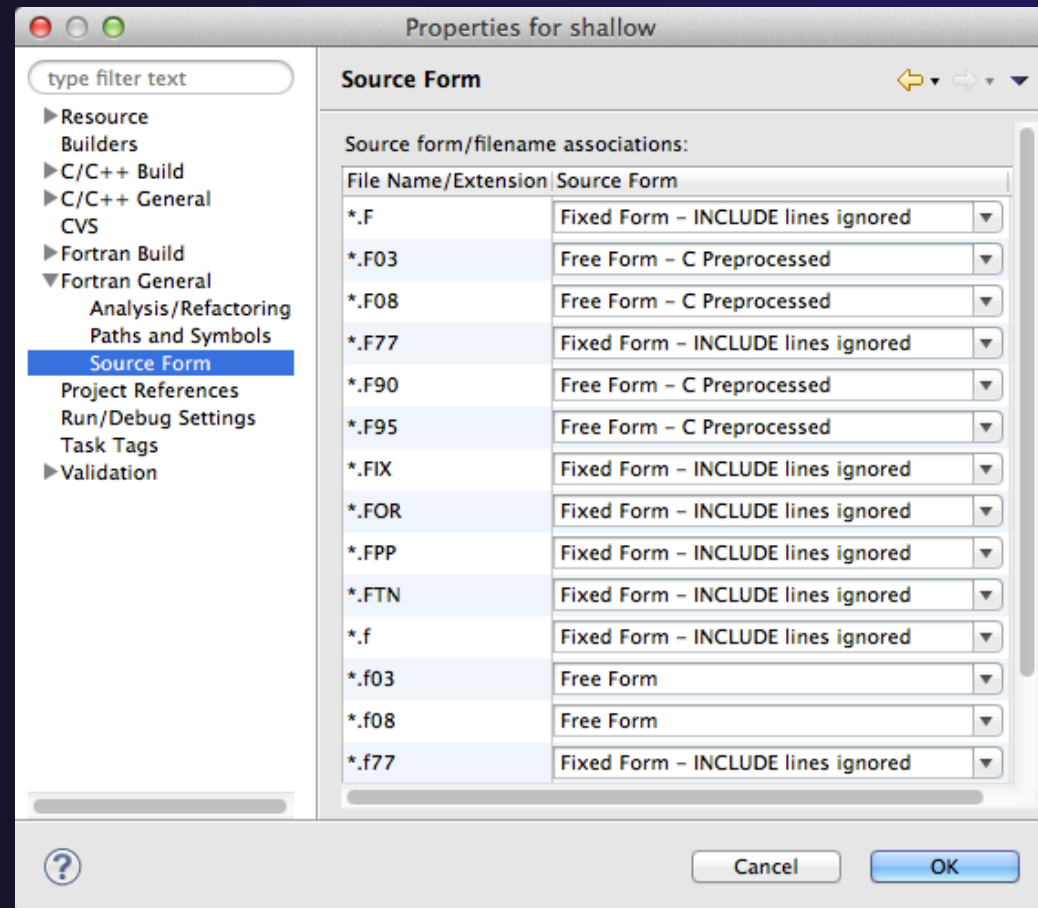 Properties for shallow
type filter text
Resource
Builders
C/C++ Build
C/C++ General
CVS
Fortran Build
Fortran General
Analysis/Refactoring
Paths and Symbols
Source Form
Project References
Run/Debug Settings
Task Tags
Validation
Source Form
Source form/filename associations:
File Name/Extension Source Form
*.F Fixed Form – INCLUDE lines ignored
*.F03 Free Form – C Preprocessed
*.F08 Free Form – C Preprocessed
*.F77 Fixed Form – INCLUDE lines ignored
*.F90 Free Form – C Preprocessed
*.F95 Free Form – C Preprocessed
*.FIX Fixed Form – INCLUDE lines ignored
*.FOR Fixed Form – INCLUDE lines ignored
*.FPP Fixed Form – INCLUDE lines ignored
*.FTN Fixed Form – INCLUDE lines ignored
*.f Fixed Form – INCLUDE lines ignored
*.f03 Free Form
*.f08 Free Form
*.f77 Fixed Form – INCLUDE lines ignored
? Cancel OK